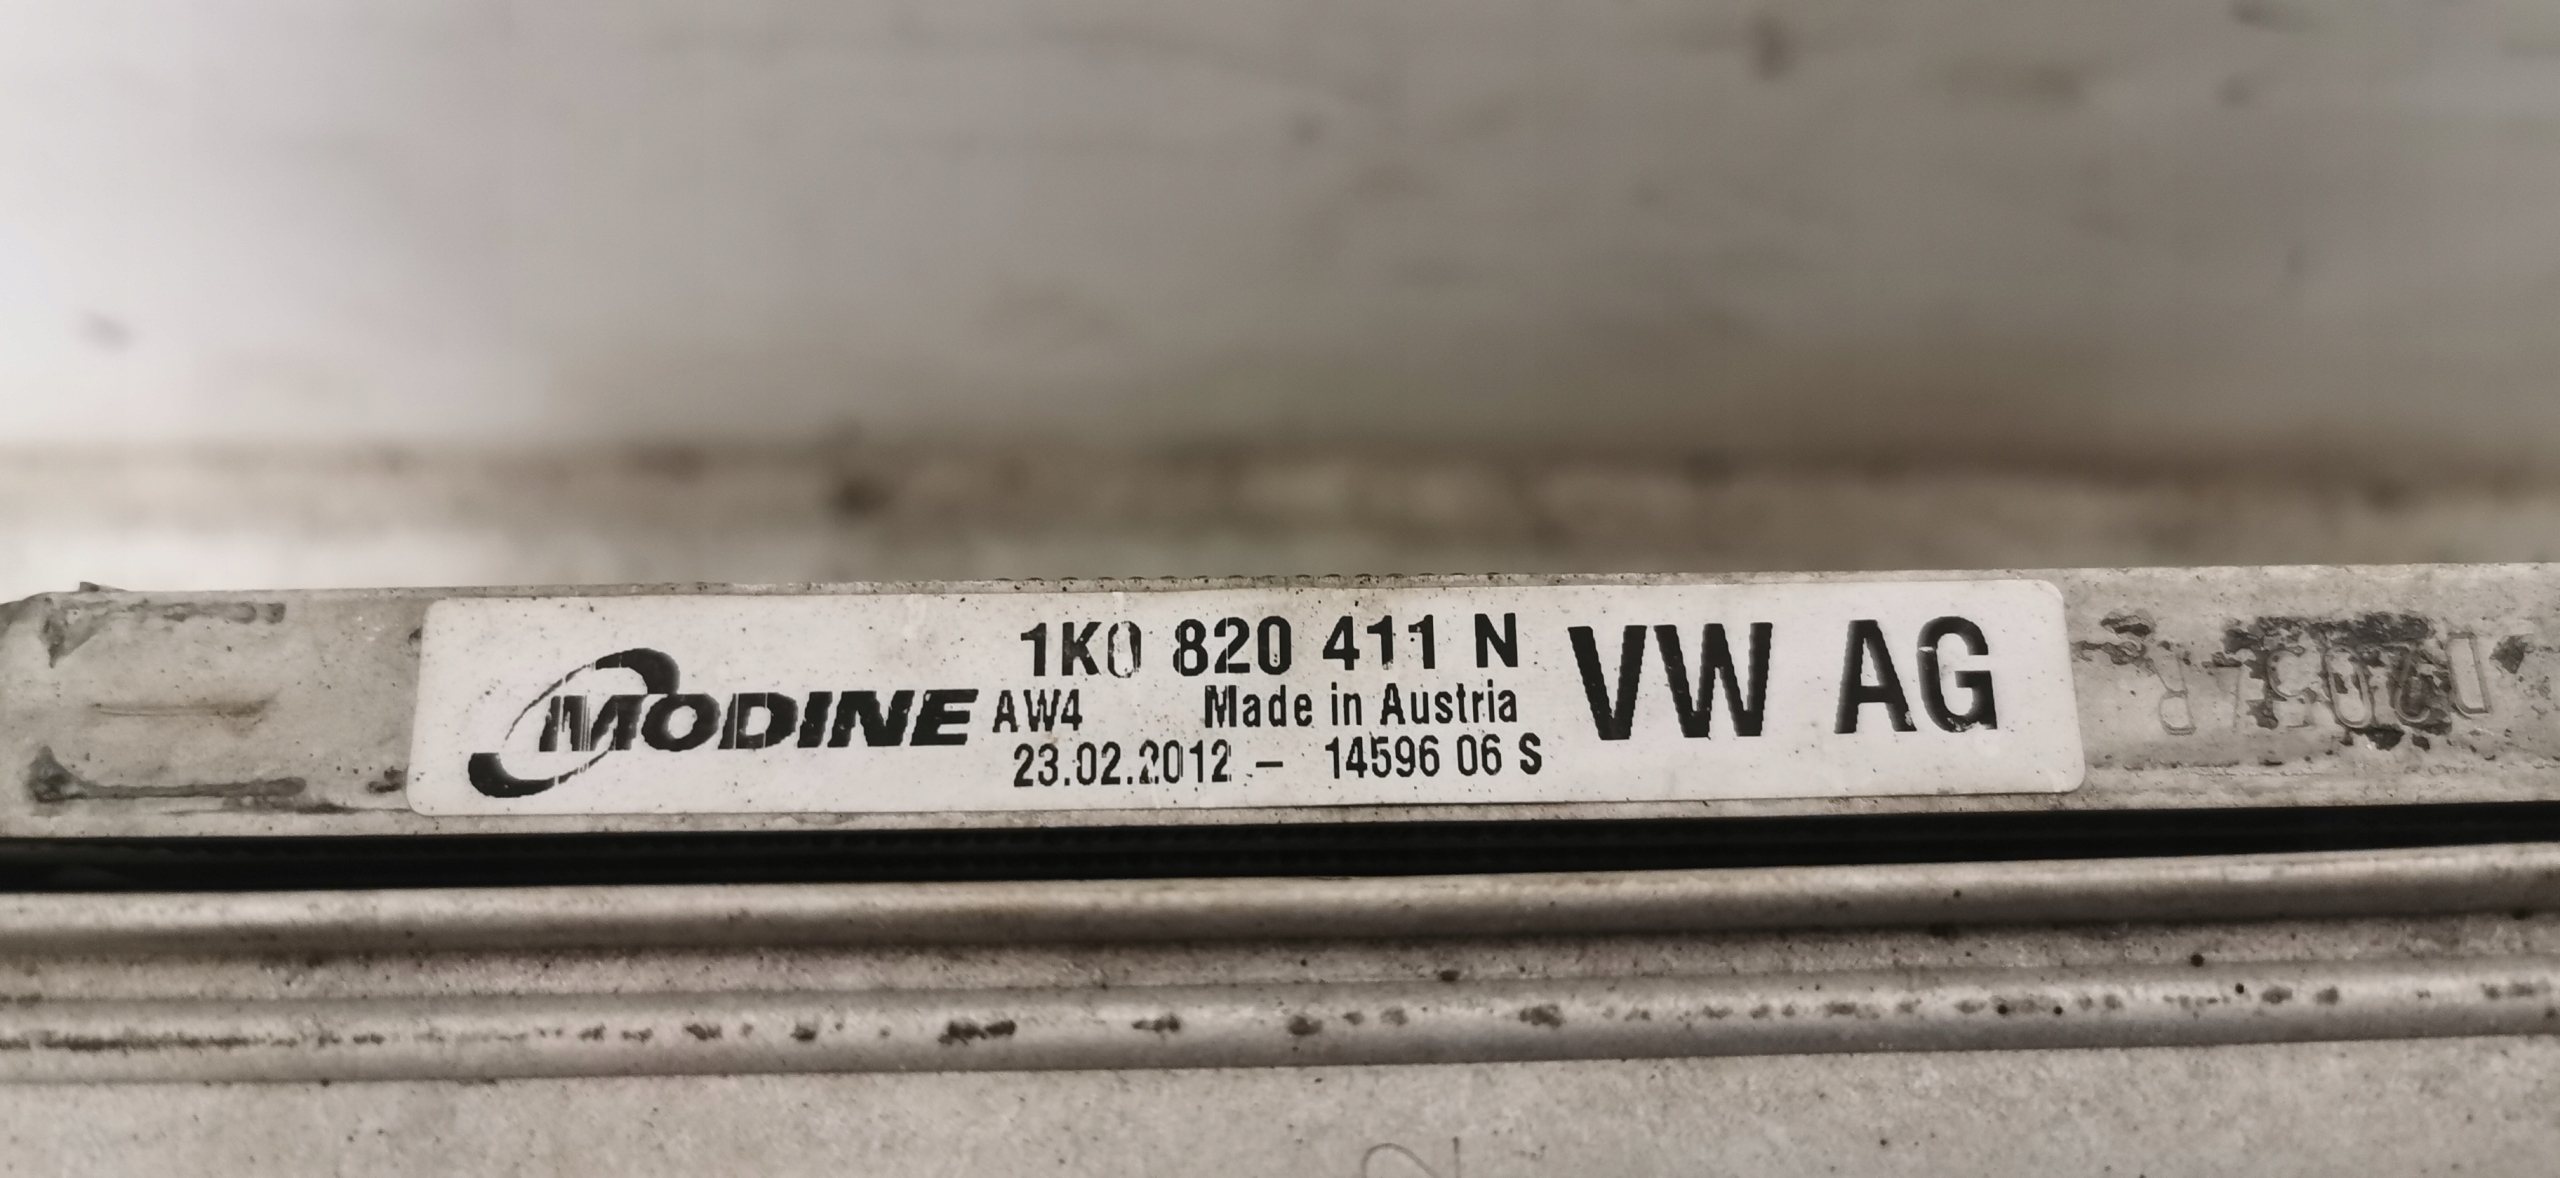 1K0 820 411 N
MODINE AW4 Made in Austria VW AG
23.02.2012 – 14596 06 S